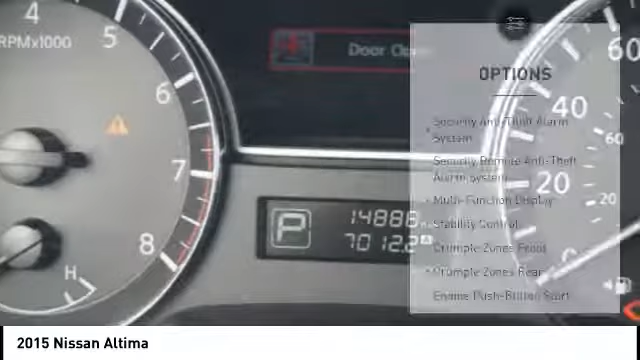 4
5
RPMx1000
6
7
8
H
Door Open
P
14888
7012.2
A
60
40
20
0
60
20
OPTIONS
Security Anti-Theft Alarm
System
Security Remote Anti-Theft
Alarm System
Multi-Function Display
Stability Control
Crumple Zones Front
Crumple Zones Rear
Engine Push-Button Start
2015 Nissan Altima